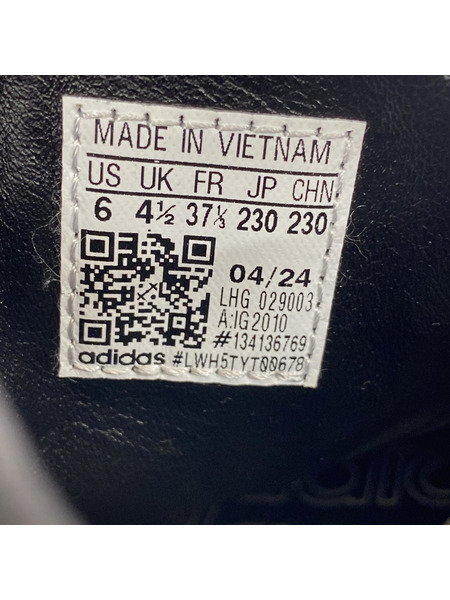 MADE IN VIETNAM
US UK FR JP CHN
6 4½ 37⅓ 230 230
04/24
LHG 029003
A:IG2010
#134136769
adidas #LWH5TYT00678